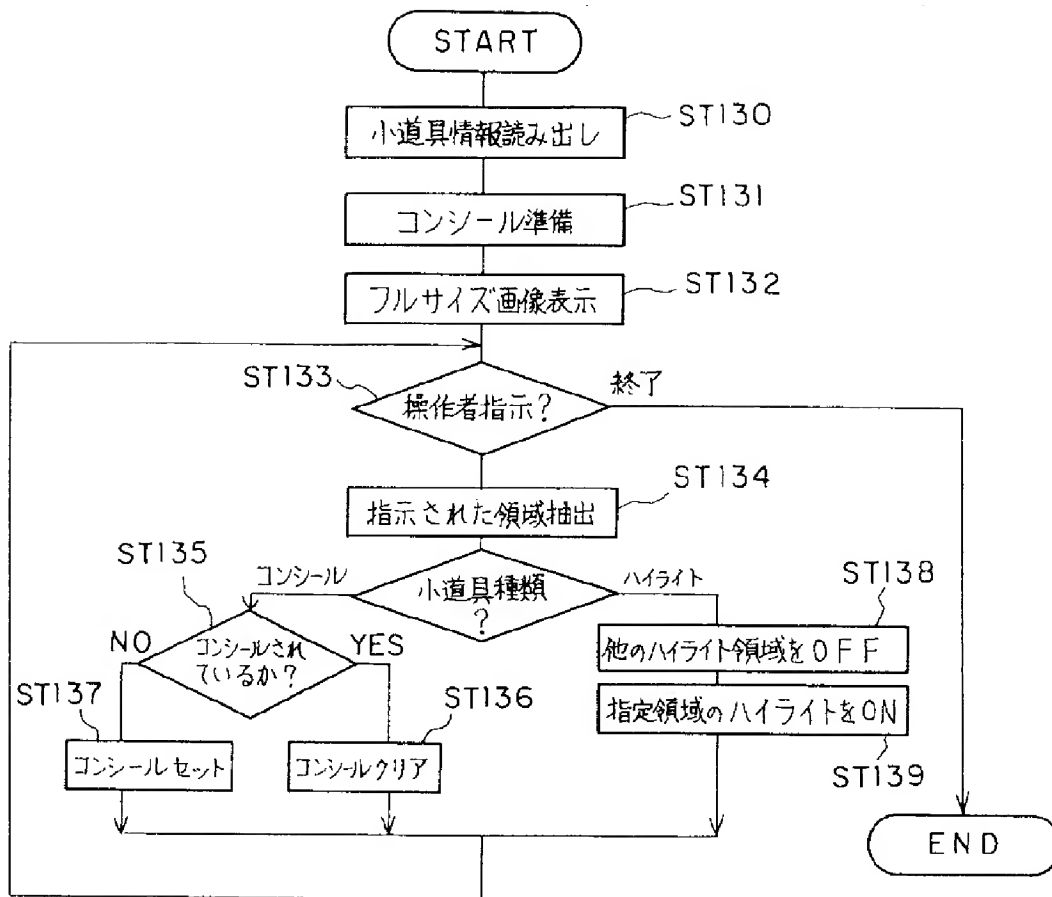 START
小道具情報読み出し
ST130
コンシール準備
ST131
フルサイズ画像表示
ST132
ST133
操作者指示?
終了
指示された領域抽出
ST134
ST135
コンシール
小道具種類
?
ハイライト
ST138
NO
コンシールされ
ているか?
YES
他のハイライト領域をOFF
ST137
ST136
指定領域のハイライトをON
コンシールセット
コンシールクリア
ST139
END